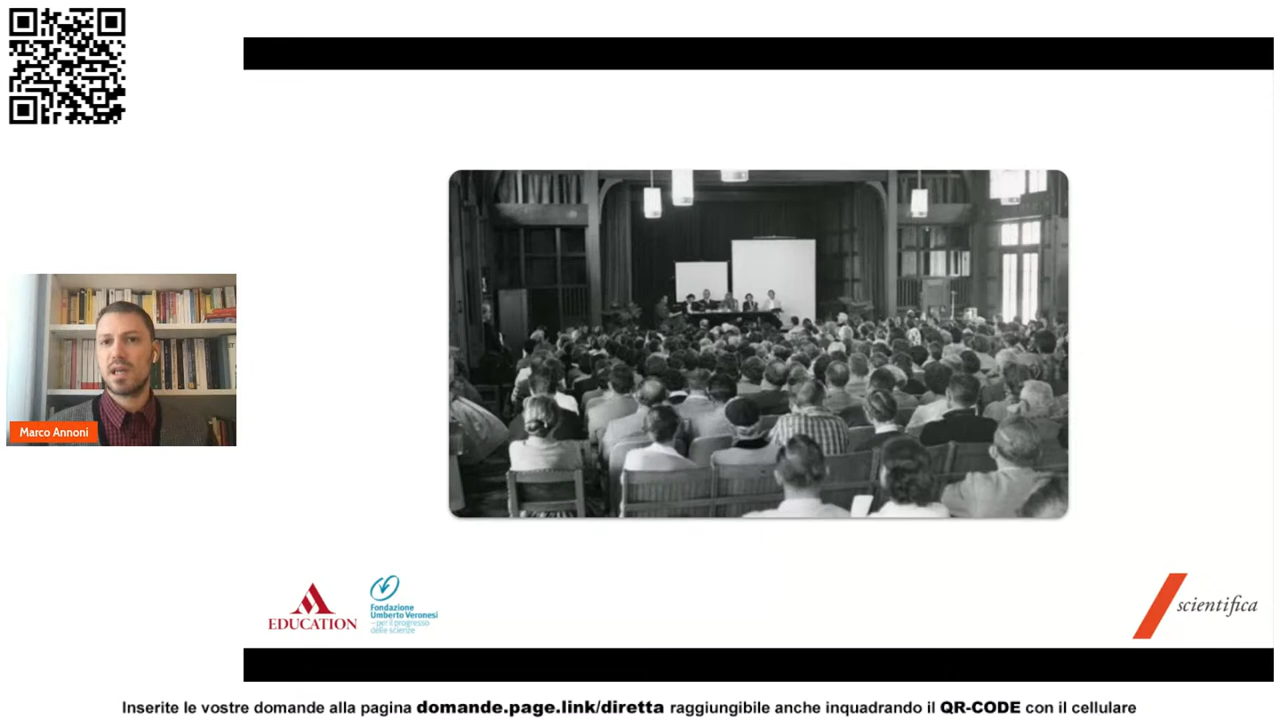 Marco Annoni
EDUCATION
Fondazione
Umberto Veronesi
– per il progresso
delle scienze
scientifica
Inserite le vostre domande alla pagina domande.page.link/diretta raggiungibile anche inquadrando il QR-CODE con il cellulare